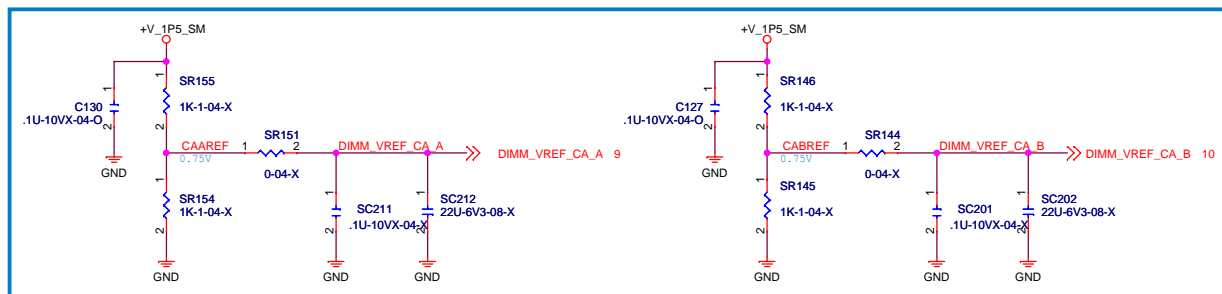 +V_1P5_SM
1
SR155
1
C130
1K-1-04-X
.1U-10VX-04-O
2
2
SR151
CAAREF
1
2
DIMM_VREF_CA_A
0.75V
DIMM_VREF_CA_A 9
GND
0-04-X
1
SR154
1
1
1K-1-04-X
SC211
SC212
.1U-10VX-04-X
22U-6V3-08-X
2
2
2
GND
GND
GND
+V_1P5_SM
1
SR146
1
C127
1K-1-04-X
.1U-10VX-04-O
2
2
SR144
CABREF
1
2
DIMM_VREF_CA_B
0.75V
DIMM_VREF_CA_B 10
GND
0-04-X
1
SR145
1
1
1K-1-04-X
SC201
SC202
.1U-10VX-04-X
22U-6V3-08-X
2
2
2
GND
GND
GND